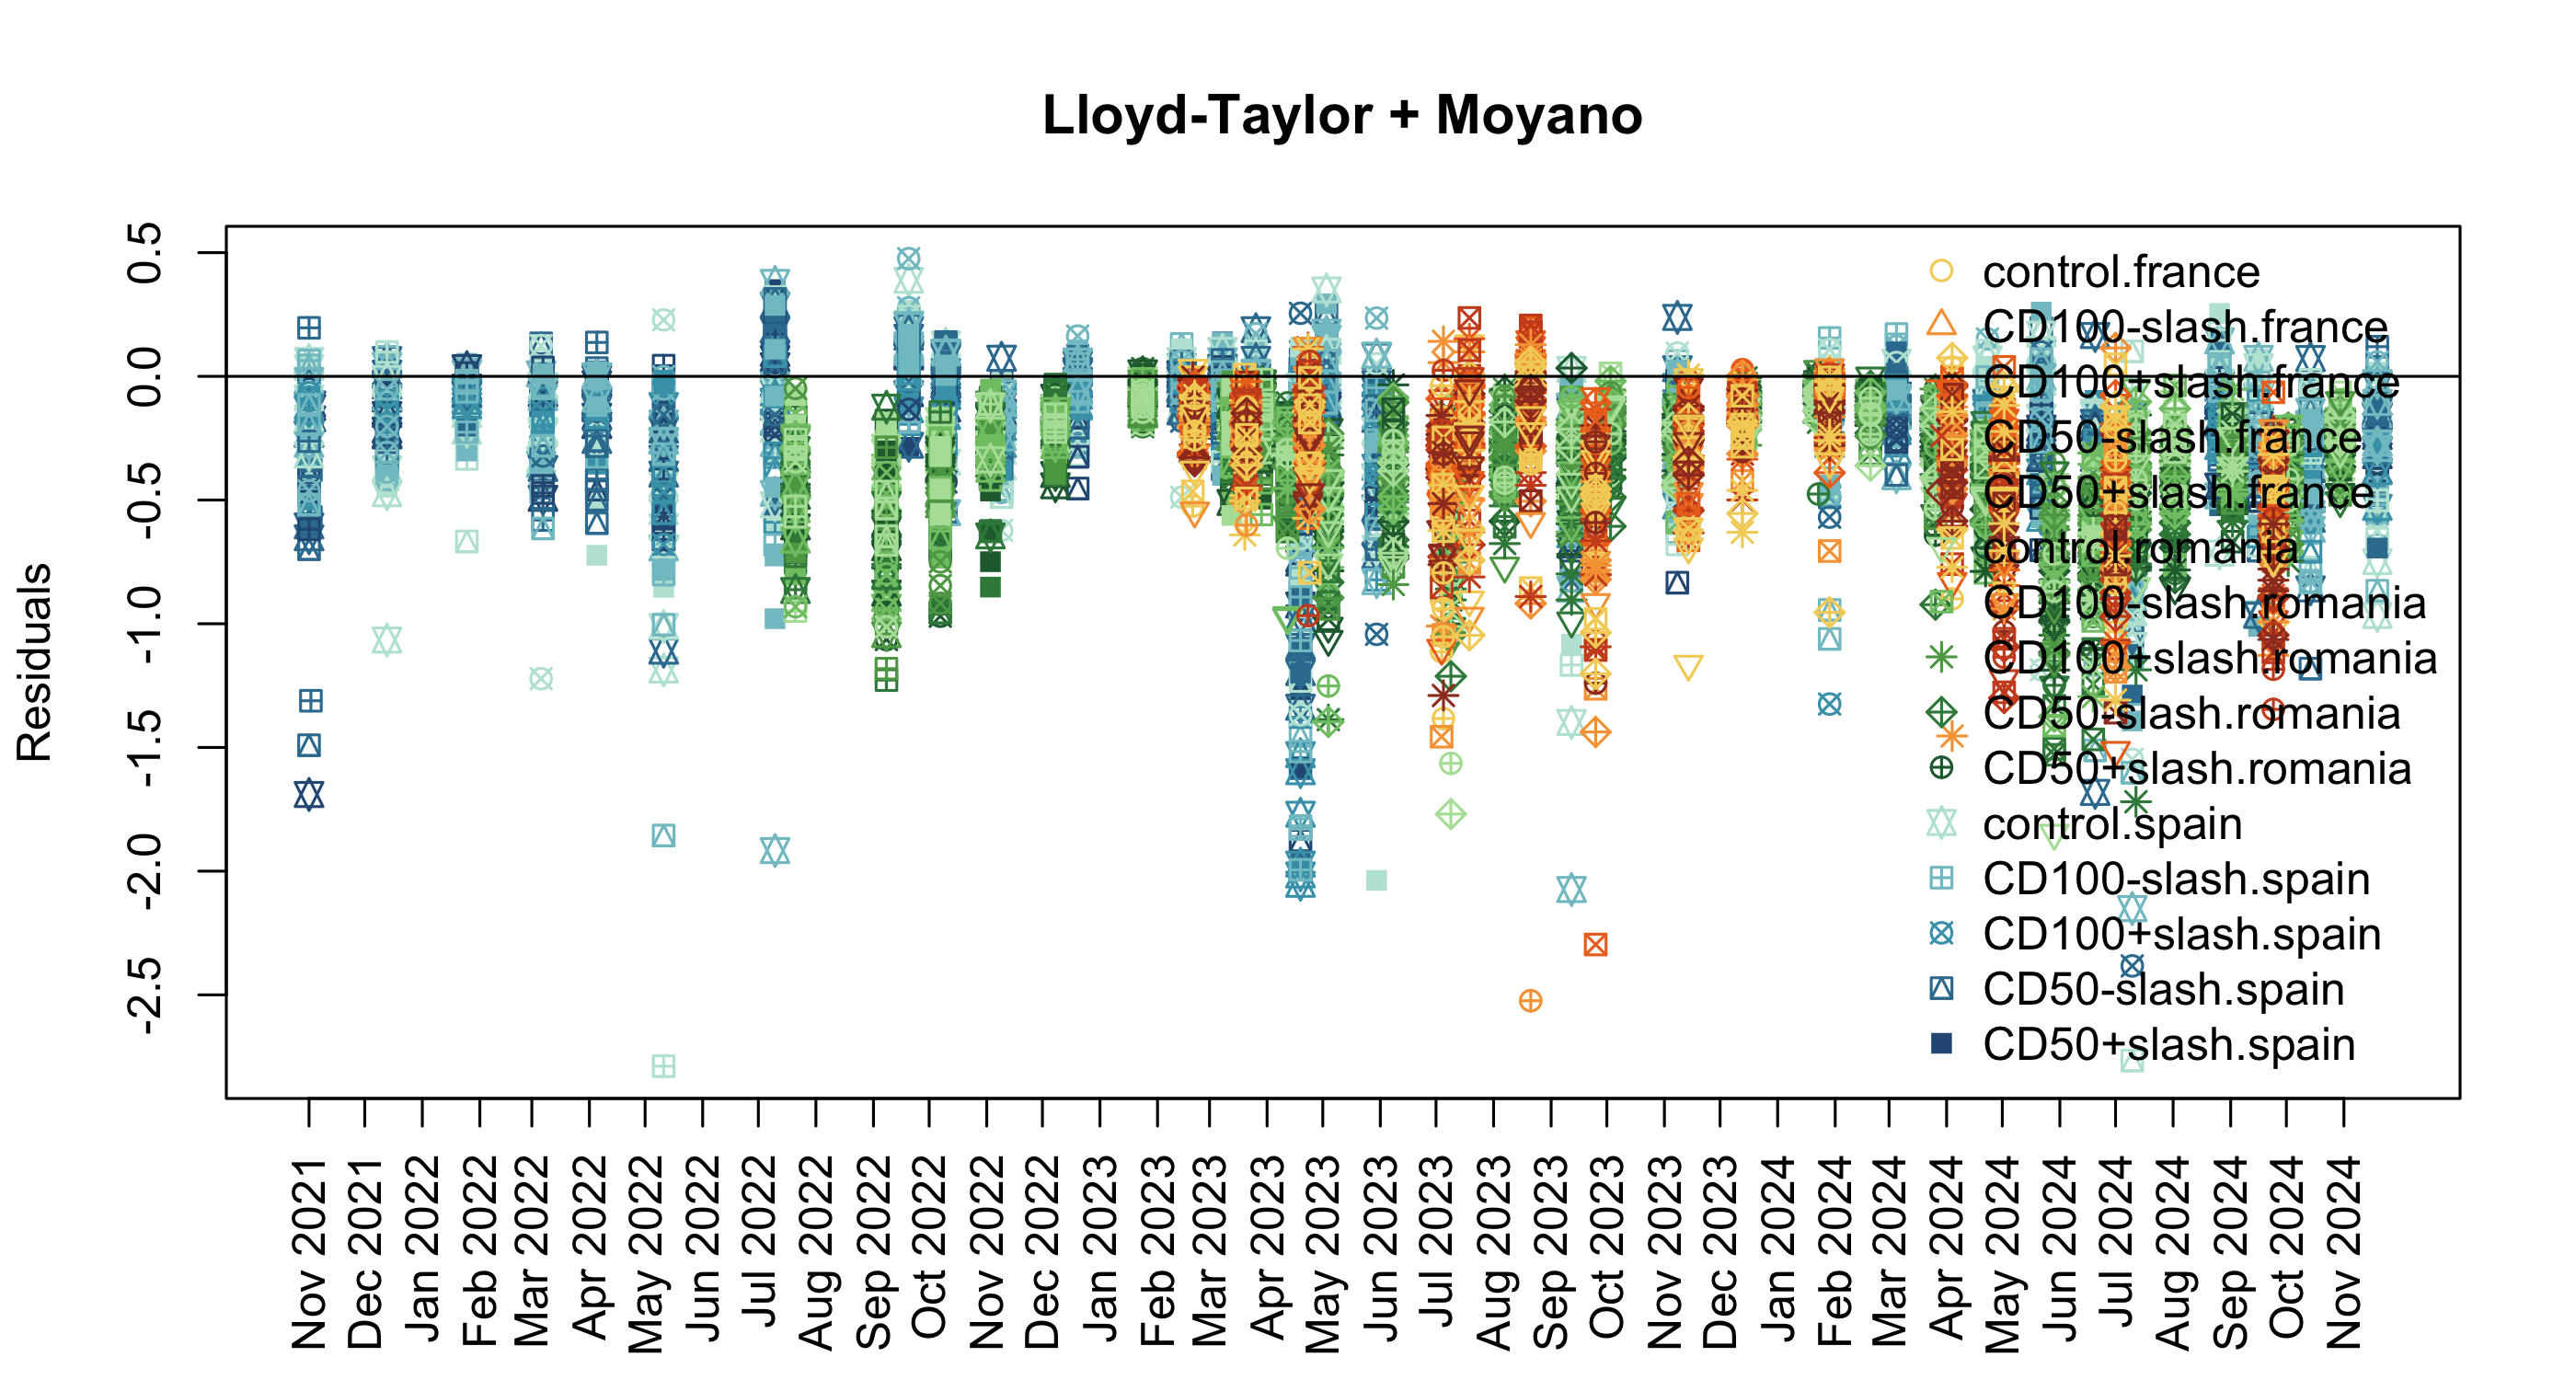 Lloyd-Taylor + Moyano
Residuals
0.5
0.0
-0.5
-1.0
-1.5
-2.0
-2.5
control.france
CD100-slash.france
CD100+slash.france
CD50-slash.france
CD50+slash.france
control.romania
CD100-slash.romania
CD100+slash.romania
CD50-slash.romania
CD50+slash.romania
control.spain
CD100-slash.spain
CD100+slash.spain
CD50-slash.spain
CD50+slash.spain
Nov 2021
Dec 2021
Jan 2022
Feb 2022
Mar 2022
Apr 2022
May 2022
Jun 2022
Jul 2022
Aug 2022
Sep 2022
Oct 2022
Nov 2022
Dec 2022
Jan 2023
Feb 2023
Mar 2023
Apr 2023
May 2023
Jun 2023
Jul 2023
Aug 2023
Sep 2023
Oct 2023
Nov 2023
Dec 2023
Jan 2024
Feb 2024
Mar 2024
Apr 2024
May 2024
Jun 2024
Jul 2024
Aug 2024
Sep 2024
Oct 2024
Nov 2024